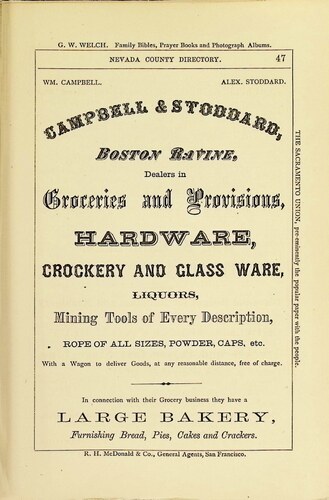 G. W. WELCH. Family Bibles, Prayer Books and Photograph Albums.
NEVADA COUNTY DIRECTORY. 47
WM. CAMPBELL. ALEX. STODDARD.
CAMPBELL & STODDARD,
BOSTON RAVINE,
Dealers in
Groceries and Provisions,
HARDWARE,
CROCKERY AND GLASS WARE,
LIQUORS,
Mining Tools of Every Description,
ROPE OF ALL SIZES, POWDER, CAPS, etc.
With a Wagon to deliver Goods, at any reasonable distance, free of charge.
In connection with their Grocery business they have a
LARGE BAKERY,
Furnishing Bread, Pies, Cakes and Crackers.
THE SACRAMENTO UNION, pre-eminently the popular paper with the people.
R. H. McDonald & Co., General Agents, San Francisco.